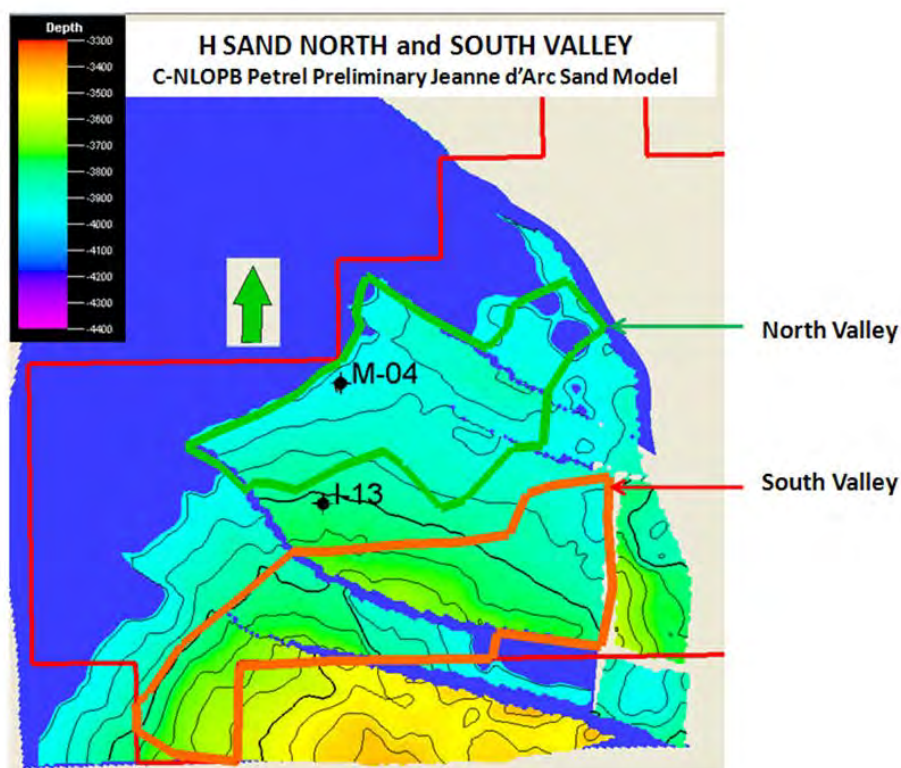 Depth
H SAND NORTH and SOUTH VALLEY
C-NLOPB Petrel Preliminary Jeanne d'Arc Sand Model
-3300
-3400
-3500
-3600
-3700
-3800
-3900
-4000
-4100
-4200
-4300
-4400
North Valley
M-04
South Valley
I-13